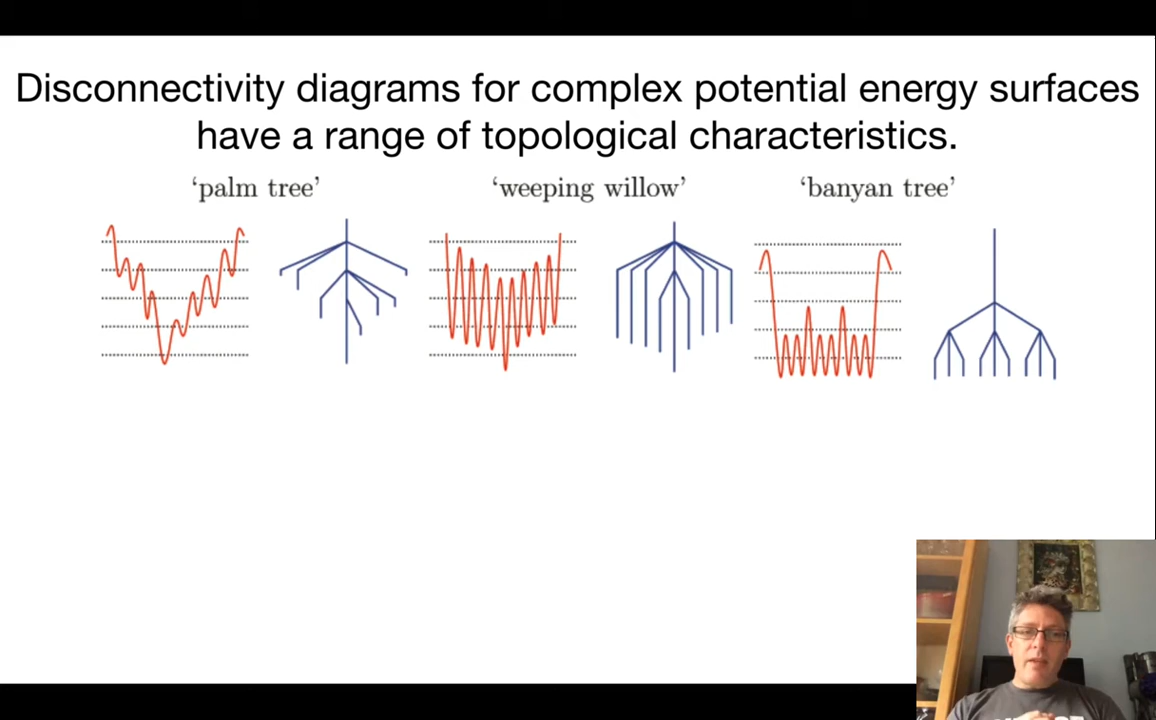 Disconnectivity diagrams for complex potential energy surfaces
have a range of topological characteristics.
‘palm tree’
‘weeping willow’
‘banyan tree’